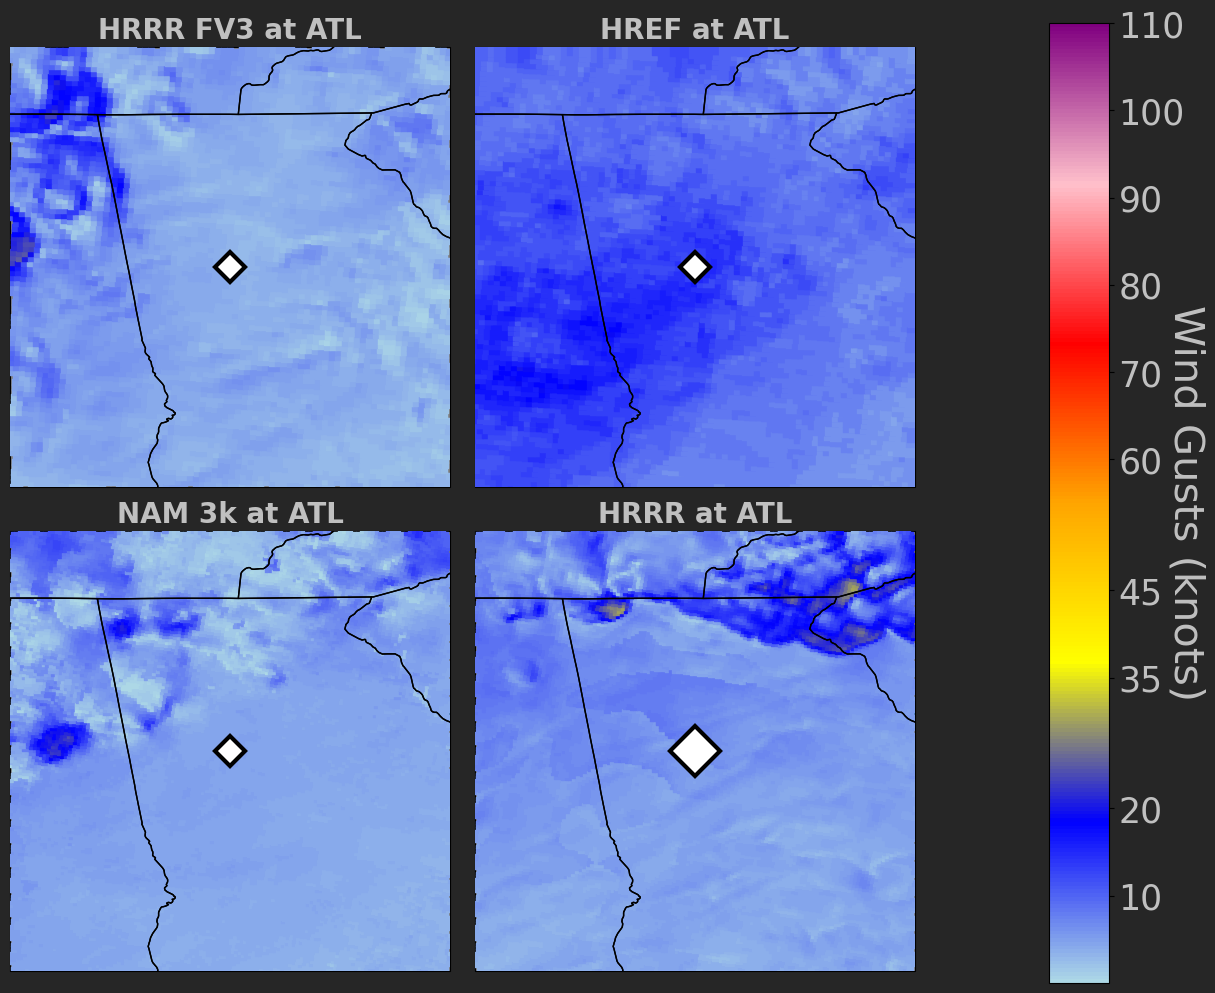 HRRR FV3 at ATL
HREF at ATL
NAM 3k at ATL
HRRR at ATL
110
100
90
80
70
60
45
35
20
10
Wind Gusts (knots)